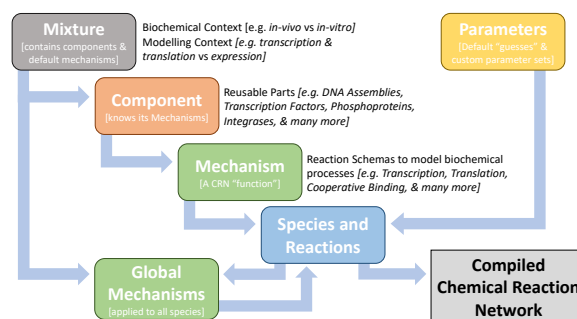 Mixture
[contains components &
default mechanisms]
Biochemical Context [e.g. in-vivo vs in-vitro]
Modelling Context [e.g. transcription &
translation vs expression]
Parameters
[Default "guesses" &
custom parameter sets]
Component
[knows its Mechanisms]
Reusable Parts [e.g. DNA Assemblies,
Transcription Factors, Phosphoproteins,
Integrases, & many more]
Mechanism
[A CRN "function"]
Reaction Schemas to model biochemical
processes [e.g. Transcription, Translation,
Cooperative Binding, & many more]
Species and
Reactions
Global
Mechanisms
[applied to all species]
Compiled
Chemical Reaction
Network